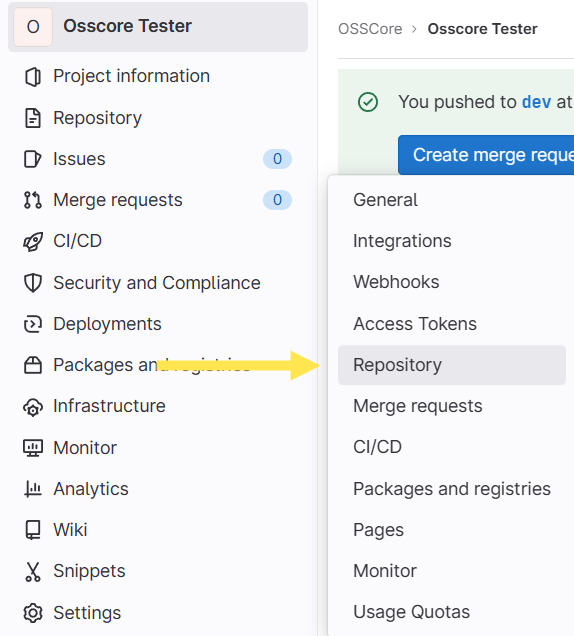 O Osscore Tester
Project information
Repository
Issues 0
Merge requests 0
CI/CD
Security and Compliance
Deployments
Packages and registries
Infrastructure
Monitor
Analytics
Wiki
Snippets
Settings
OSSCore > Osscore Tester
You pushed to dev at
Create merge reque
General
Integrations
Webhooks
Access Tokens
Repository
Merge requests
CI/CD
Packages and registries
Pages
Monitor
Usage Quotas